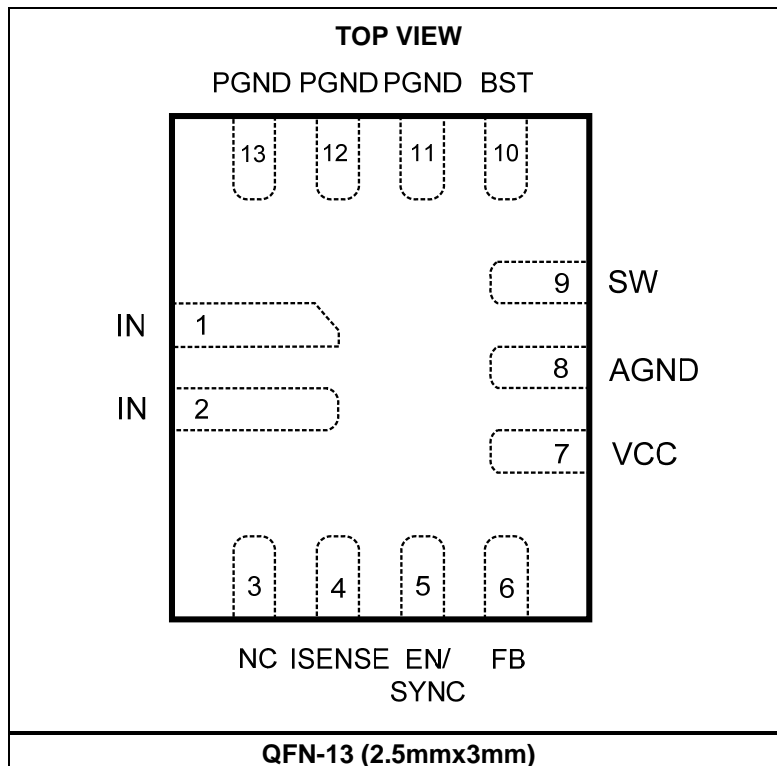 TOP VIEW
PGND PGND PGND BST
13 12 11 10
9 SW
IN 1
8 AGND
IN 2
7 VCC
3 4 5 6
NC ISENSE EN/ FB
SYNC
QFN-13 (2.5mmx3mm)